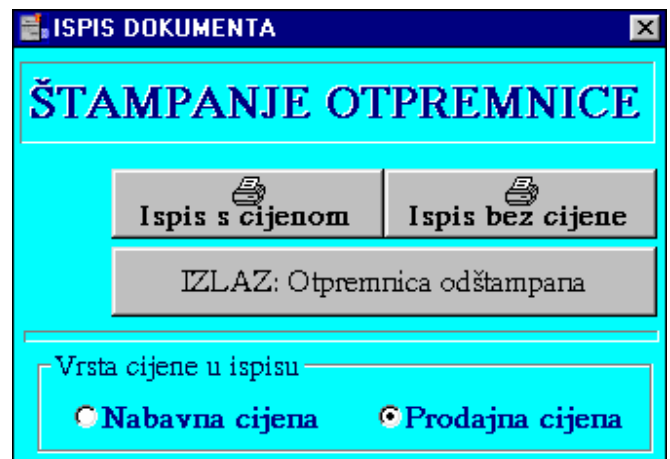 ISPIS DOKUMENTA
ŠTAMPANJE OTPREMNICE
Ispis s cijenom
Ispis bez cijene
IZLAZ: Otpremnica odštampana
Vrsta cijene u ispisu
Nabavna cijena
Prodajna cijena